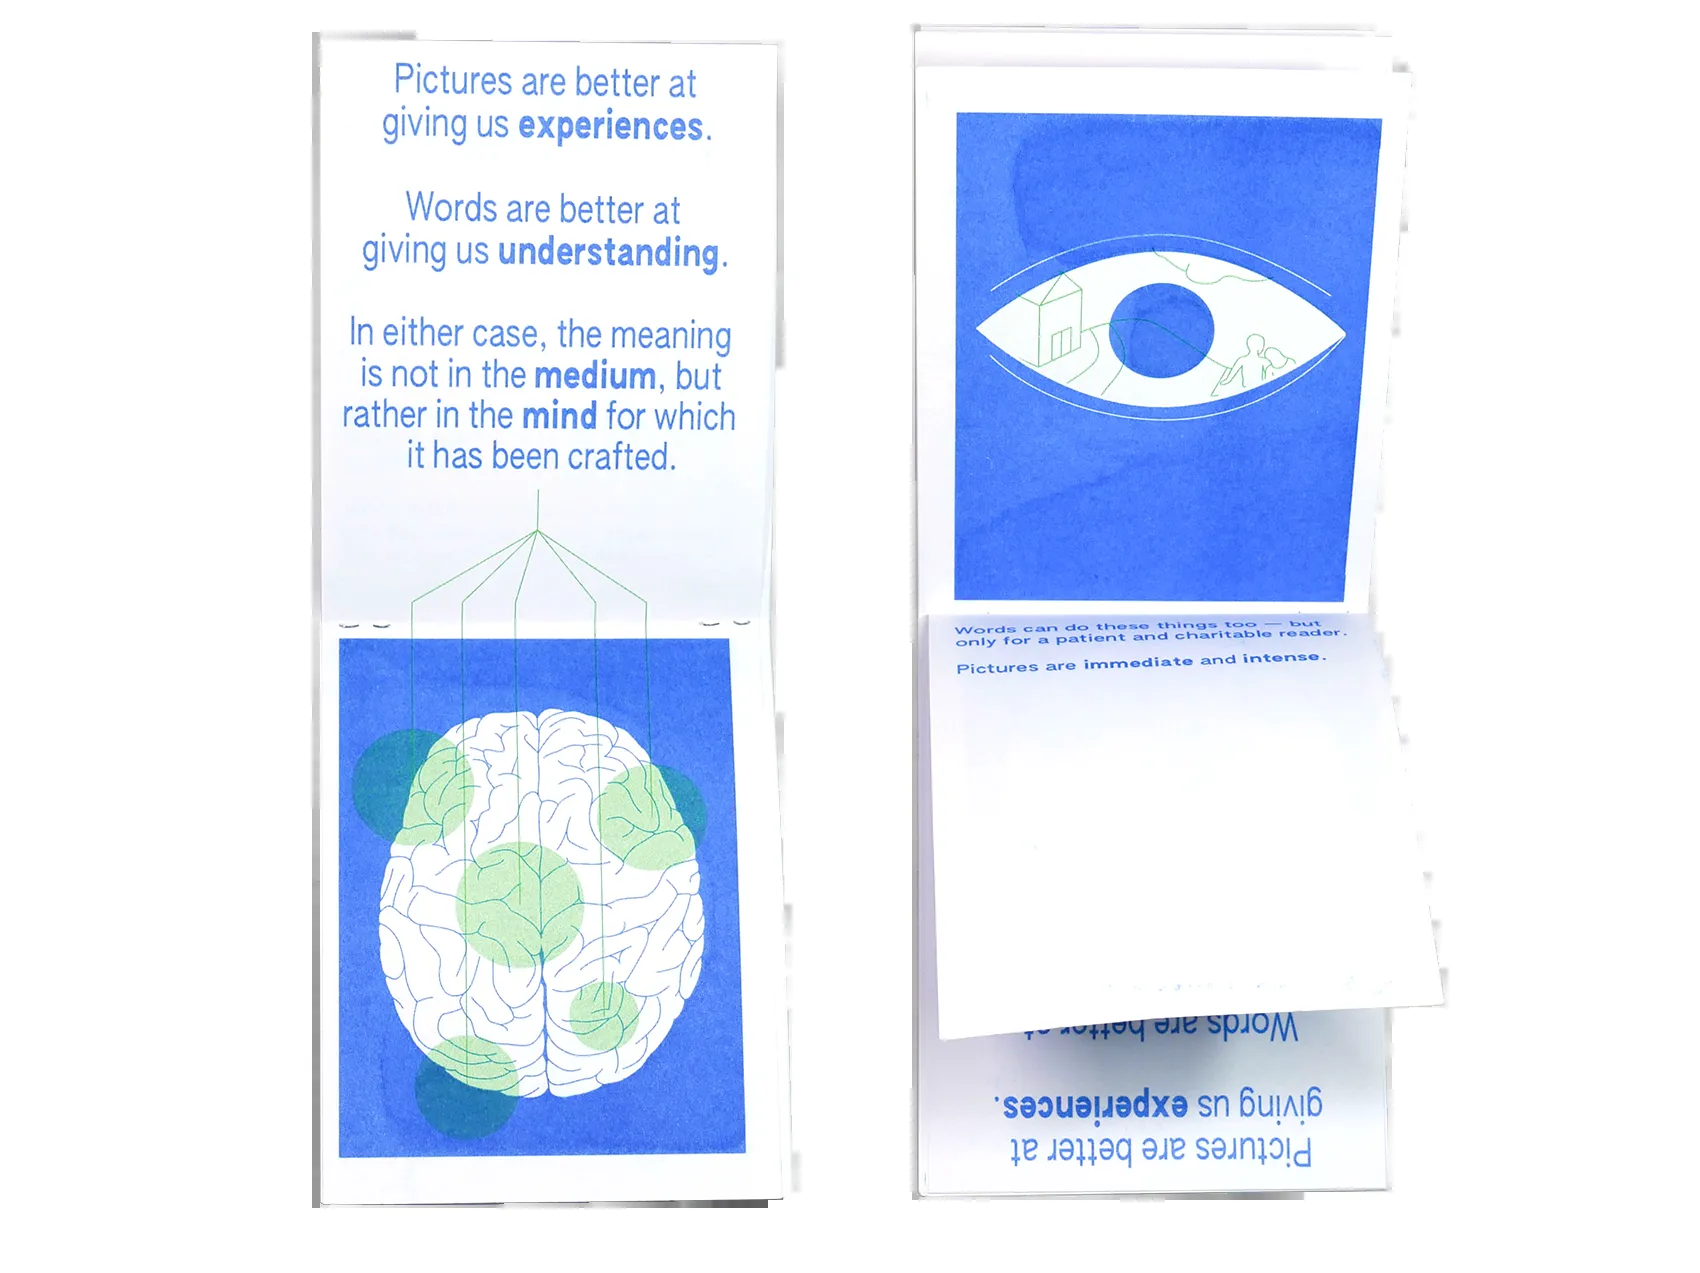 Pictures are better at
giving us experiences.
Words are better at
giving us understanding.
In either case, the meaning
is not in the medium, but
rather in the mind for which
it has been crafted.
Words can do these things too — but
only for a patient and charitable reader.
Pictures are immediate and intense.
Words are better at
giving us experiences.
Pictures are better at